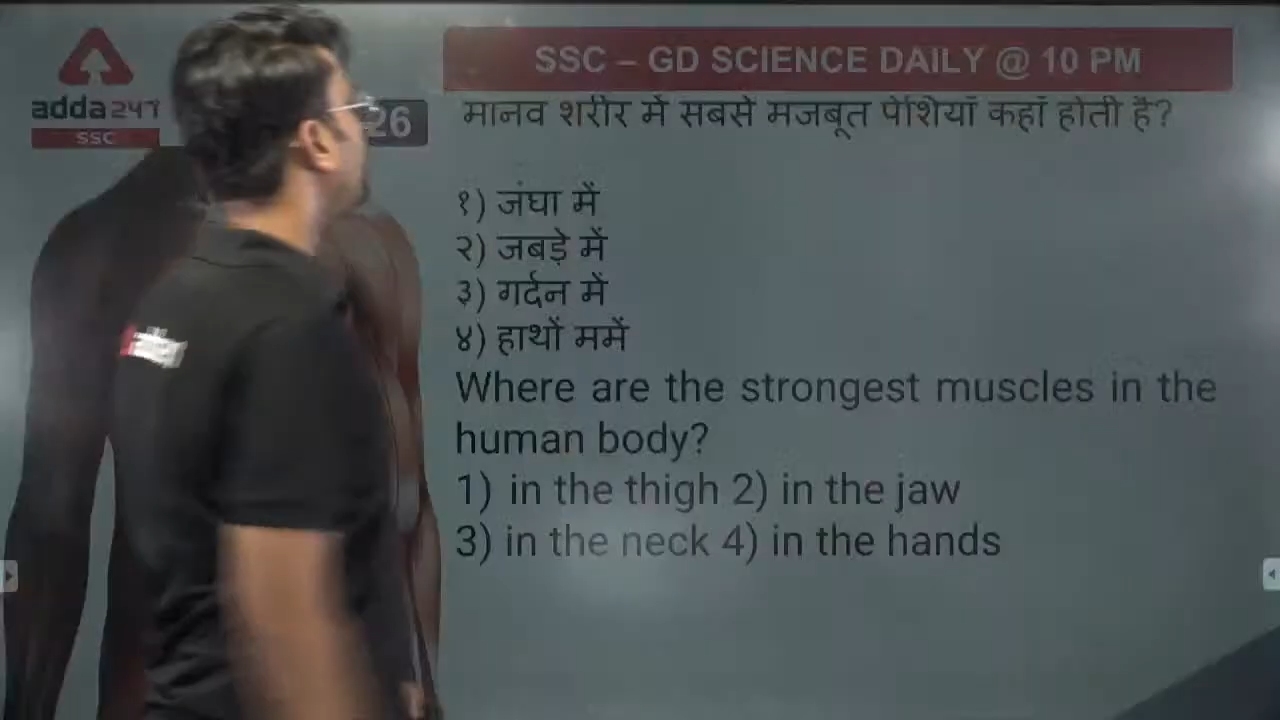 SSC – GD SCIENCE DAILY @ 10 PM
adda247
SSC
26
मानव शरीर में सबसे मजबूत पेशियाँ कहाँ होती है?
१) जंघा में
२) जबड़े में
३) गर्दन में
४) हाथों ममें
Where are the strongest muscles in the
human body?
1) in the thigh 2) in the jaw
3) in the neck 4) in the hands